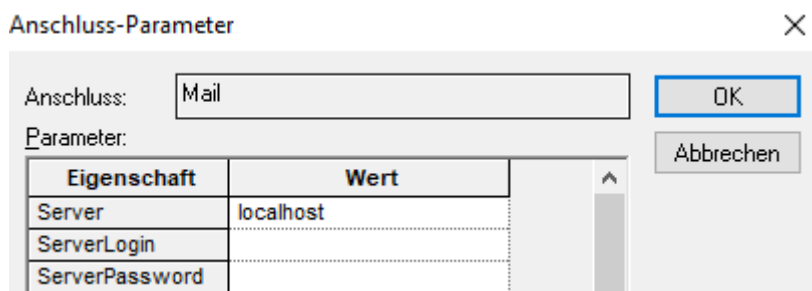 Anschluss-Parameter
Anschluss: Mail OK
Parameter: Abbrechen
Eigenschaft Wert
Server localhost
ServerLogin
ServerPassword